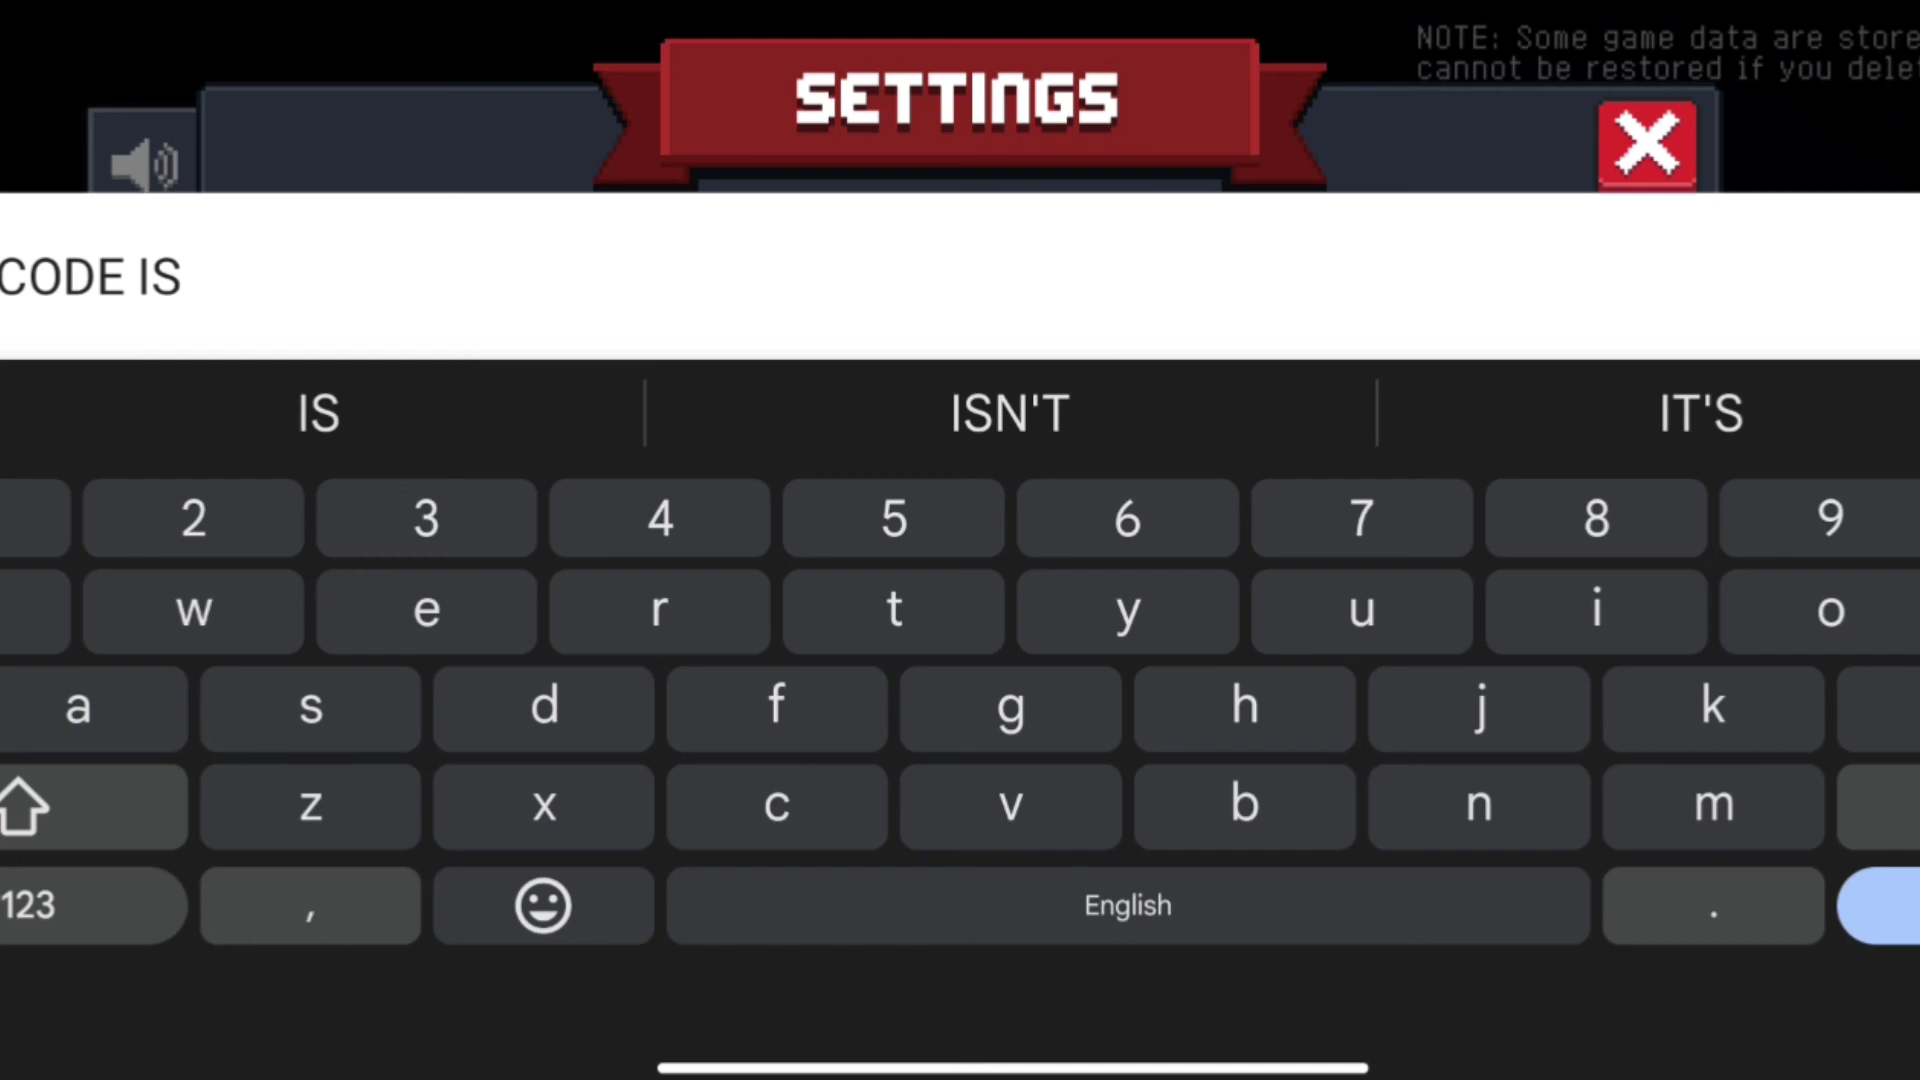 NOTE: Some game data are store
cannot be restored if you dele
SETTINGS
CODE IS
IS ISN'T IT'S
2 3 4 5 6 7 8 9
w e r t y u i o
a s d f g h j k
z x c v b n m
123 , English .